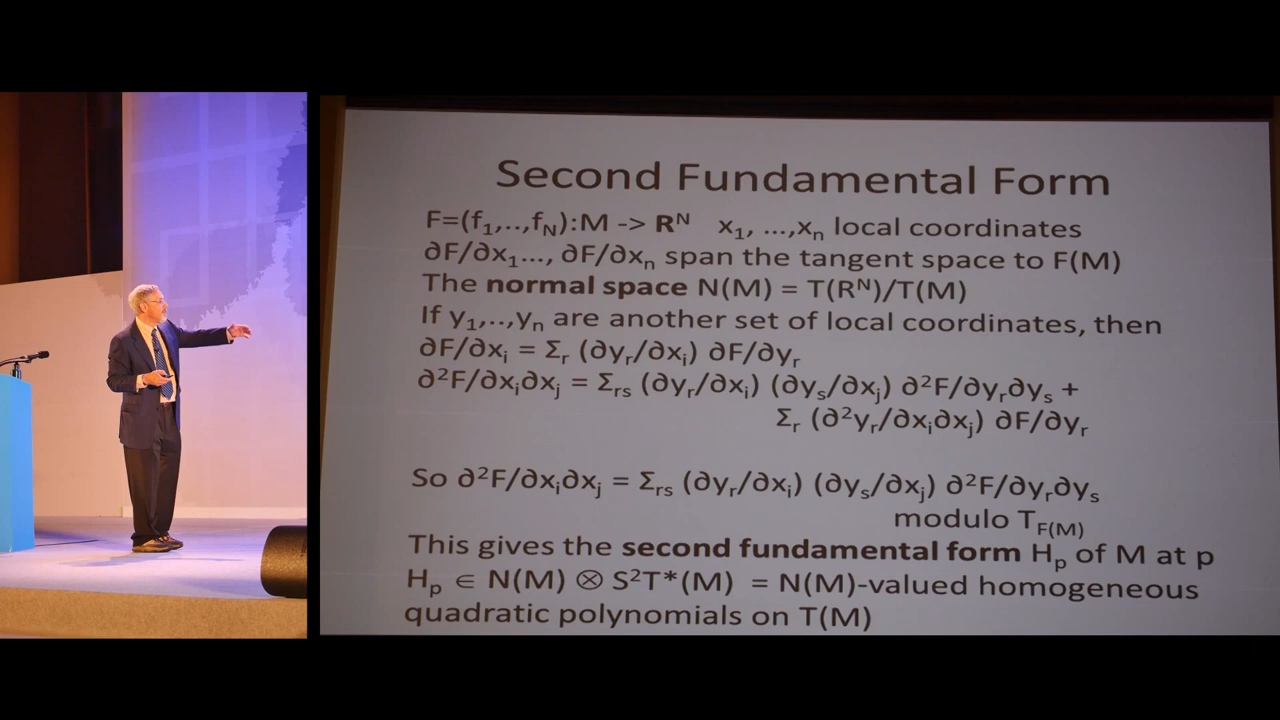 Second Fundamental Form
F=(f₁,..,f_N):M -> Rᴺ x₁, ...,xₙ local coordinates
∂F/∂x₁..., ∂F/∂xₙ span the tangent space to F(M)
The normal space N(M) = T(Rᴺ)/T(M)
If y₁,..,yₙ are another set of local coordinates, then
∂F/∂xᵢ = Σᵣ (∂yᵣ/∂xᵢ) ∂F/∂yᵣ
∂²F/∂xᵢ∂xⱼ = Σᵣₛ (∂yᵣ/∂xᵢ) (∂yₛ/∂xⱼ) ∂²F/∂yᵣ∂yₛ +
Σᵣ (∂²yᵣ/∂xᵢ∂xⱼ) ∂F/∂yᵣ
So ∂²F/∂xᵢ∂xⱼ = Σᵣₛ (∂yᵣ/∂xᵢ) (∂yₛ/∂xⱼ) ∂²F/∂yᵣ∂yₛ
modulo T_F(M)
This gives the second fundamental form Hₚ of M at p
Hₚ ∈ N(M) ⊗ S²T*(M) = N(M)-valued homogeneous
quadratic polynomials on T(M)